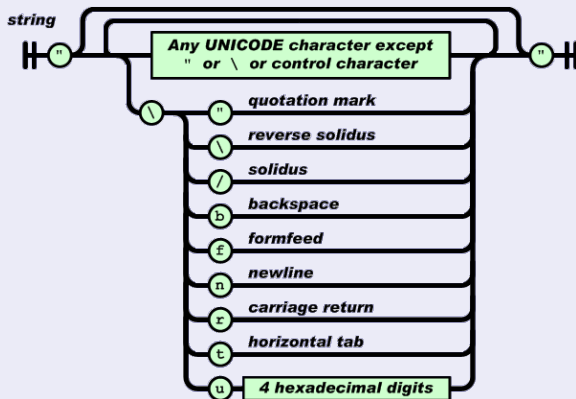 string
" Any UNICODE character except "
" or \ or control character
\ " quotation mark
\ reverse solidus
/ solidus
b backspace
f formfeed
n newline
r carriage return
t horizontal tab
u 4 hexadecimal digits